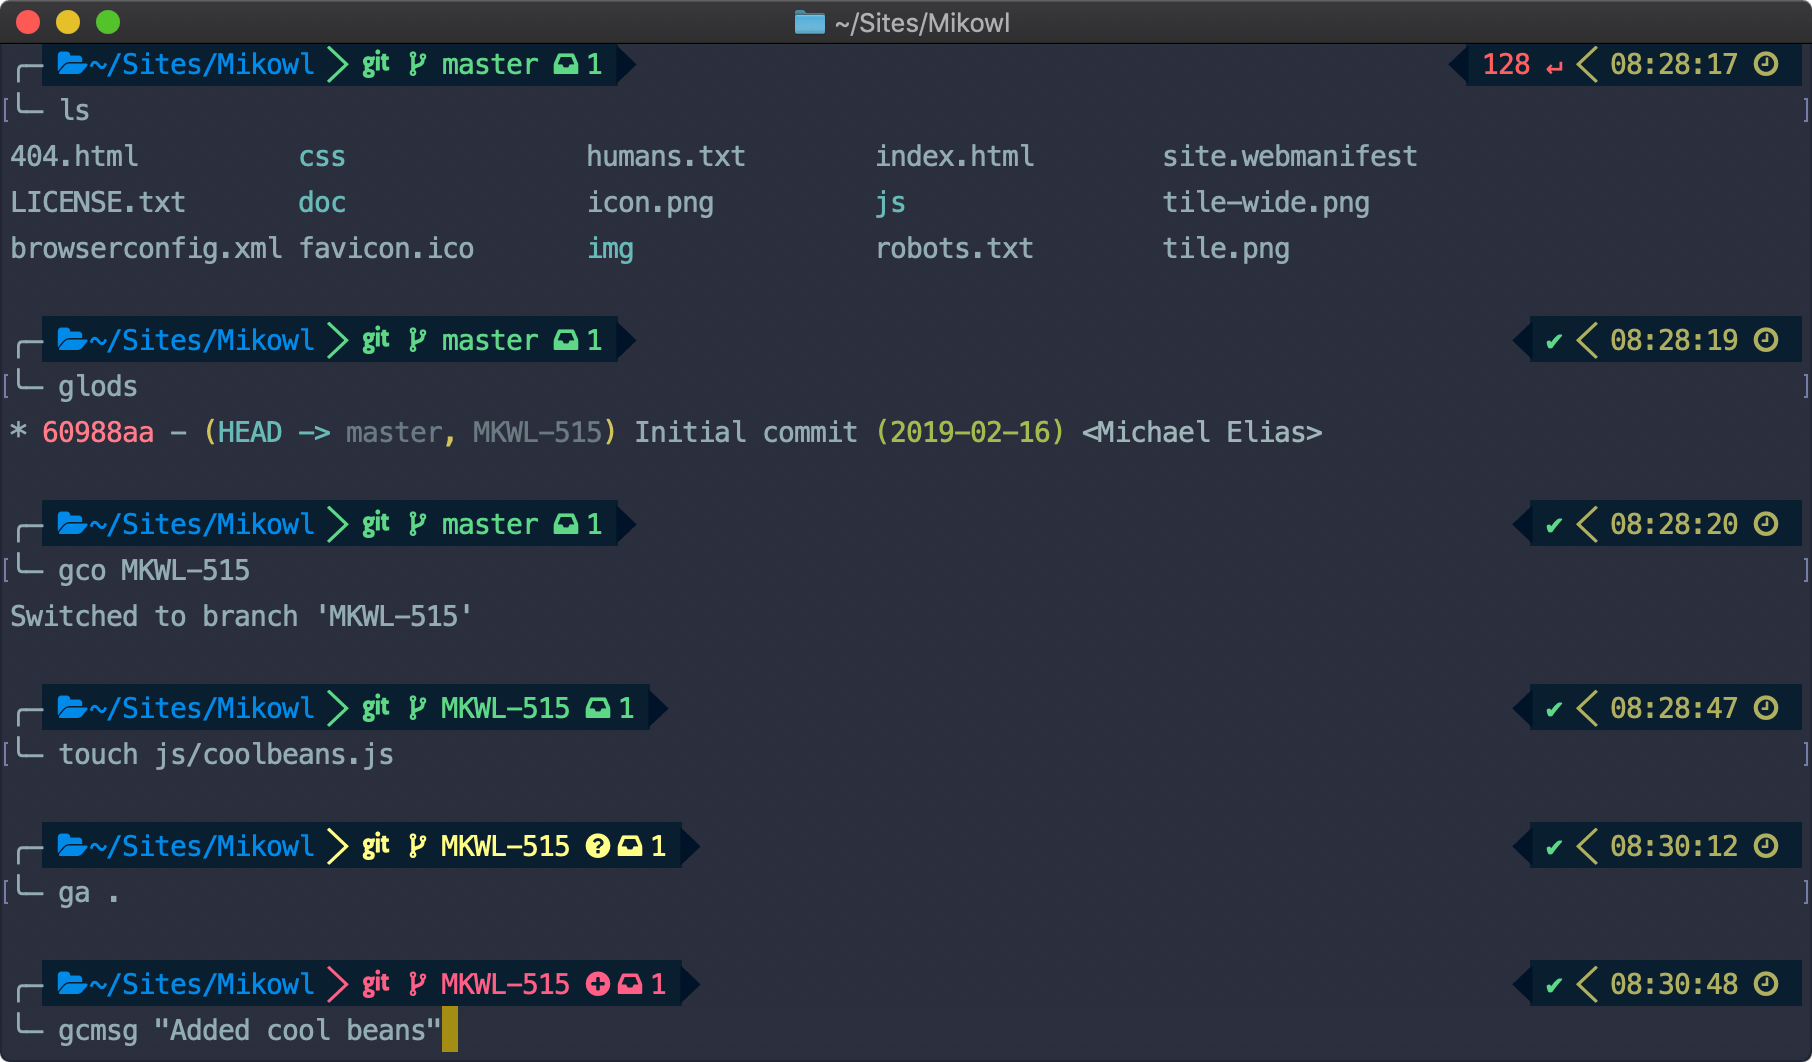 ~/Sites/Mikowl
~/Sites/Mikowl git master 1 128 ↵ 08:28:17
ls
404.html css humans.txt index.html site.webmanifest
LICENSE.txt doc icon.png js tile-wide.png
browserconfig.xml favicon.ico img robots.txt tile.png
~/Sites/Mikowl git master 1 ✔ 08:28:19
glods
* 60988aa - (HEAD -> master, MKWL-515) Initial commit (2019-02-16) <Michael Elias>
~/Sites/Mikowl git master 1 ✔ 08:28:20
gco MKWL-515
Switched to branch 'MKWL-515'
~/Sites/Mikowl git MKWL-515 1 ✔ 08:28:47
touch js/coolbeans.js
~/Sites/Mikowl git MKWL-515 ? 1 ✔ 08:30:12
ga .
~/Sites/Mikowl git MKWL-515 + 1 ✔ 08:30:48
gcmsg "Added cool beans"